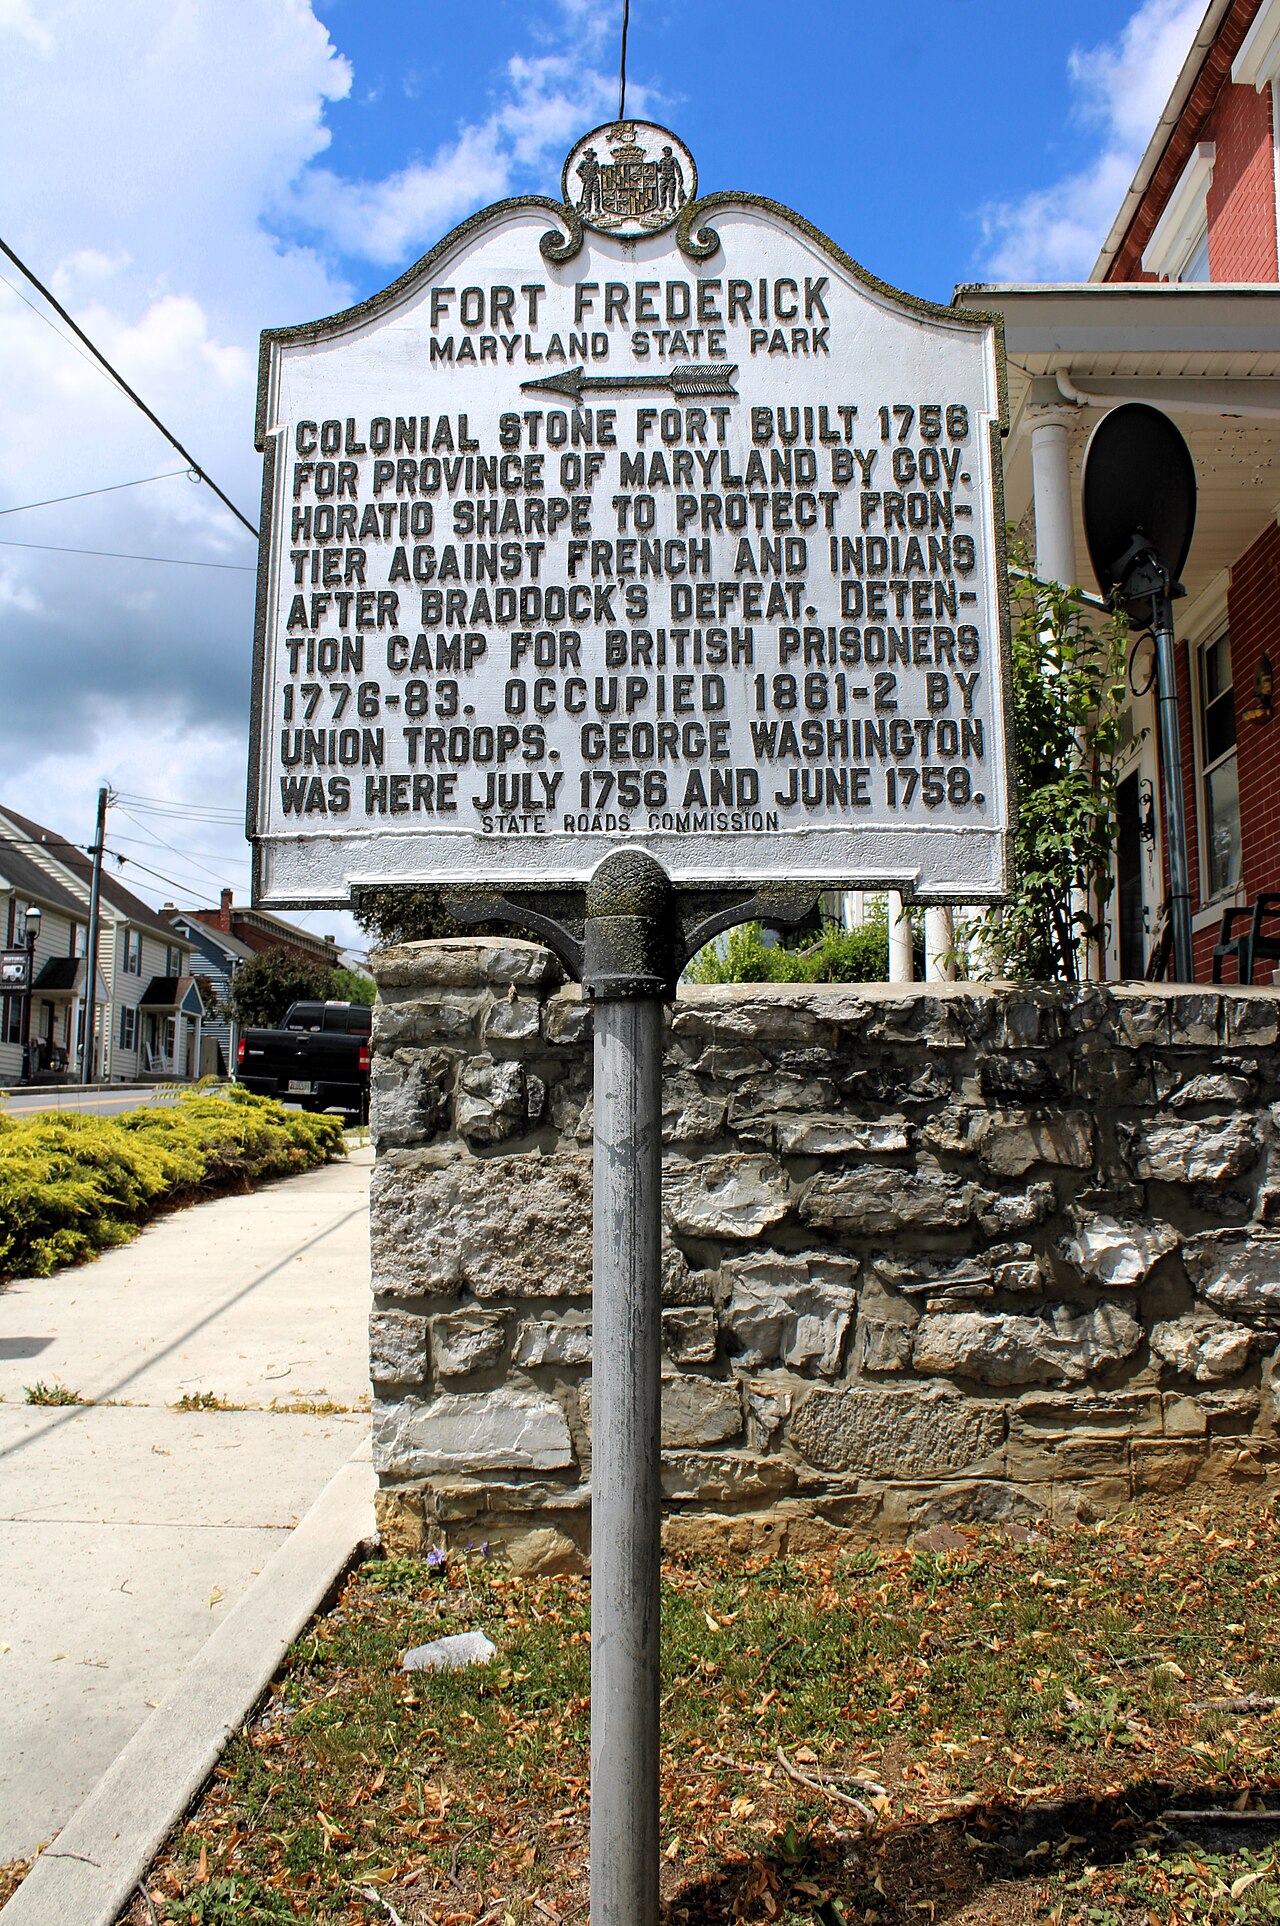 FORT FREDERICK
MARYLAND STATE PARK
COLONIAL STONE FORT BUILT 1756
FOR PROVINCE OF MARYLAND BY GOV.
HORATIO SHARPE TO PROTECT FRON-
TIER AGAINST FRENCH AND INDIANS
AFTER BRADDOCK'S DEFEAT. DETEN-
TION CAMP FOR BRITISH PRISONERS
1776-83. OCCUPIED 1861-2 BY
UNION TROOPS. GEORGE WASHINGTON
WAS HERE JULY 1756 AND JUNE 1758.
STATE ROADS COMMISSION